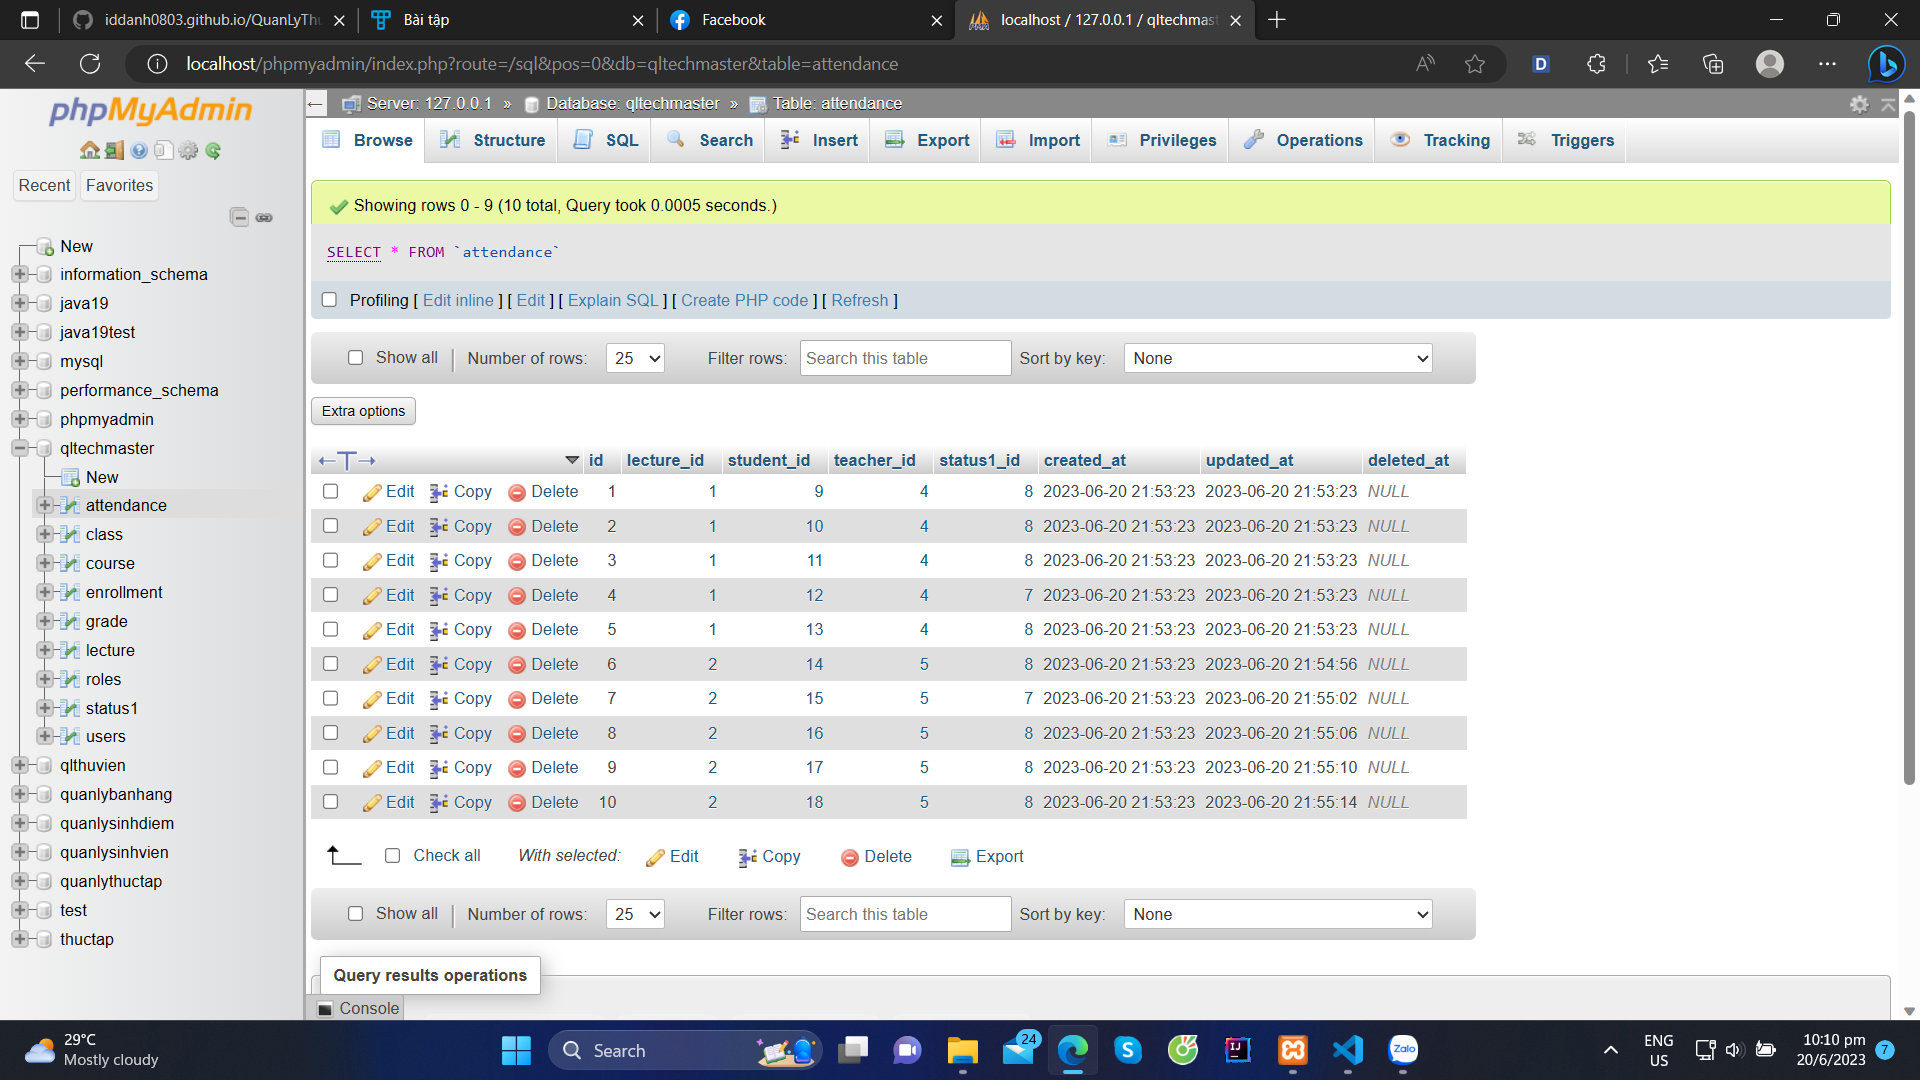 iddanh0803.github.io/QuanLyThu
Bài tập
Facebook
localhost / 127.0.0.1 / qltechmast
localhost/phpmyadmin/index.php?route=/sql&pos=0&db=qltechmaster&table=attendance
phpMyAdmin
Recent
Favorites
New
information_schema
java19
java19test
mysql
performance_schema
phpmyadmin
qltechmaster
New
attendance
class
course
enrollment
grade
lecture
roles
status1
users
qlthuvien
quanlybanhang
quanlysinhdiem
quanlysinhvien
quanlythuctap
test
thuctap
Server: 127.0.0.1 » Database: qltechmaster » Table: attendance
Browse Structure SQL Search Insert Export Import Privileges Operations Tracking Triggers
Showing rows 0 - 9 (10 total, Query took 0.0005 seconds.)
SELECT * FROM `attendance`
Profiling [ Edit inline ] [ Edit ] [ Explain SQL ] [ Create PHP code ] [ Refresh ]
Show all Number of rows: 25 Filter rows: Search this table Sort by key: None
Extra options
id lecture_id student_id teacher_id status1_id created_at updated_at deleted_at
Edit Copy Delete 1 1 9 4 8 2023-06-20 21:53:23 2023-06-20 21:53:23 NULL
Edit Copy Delete 2 1 10 4 8 2023-06-20 21:53:23 2023-06-20 21:53:23 NULL
Edit Copy Delete 3 1 11 4 8 2023-06-20 21:53:23 2023-06-20 21:53:23 NULL
Edit Copy Delete 4 1 12 4 7 2023-06-20 21:53:23 2023-06-20 21:53:23 NULL
Edit Copy Delete 5 1 13 4 8 2023-06-20 21:53:23 2023-06-20 21:53:23 NULL
Edit Copy Delete 6 2 14 5 8 2023-06-20 21:53:23 2023-06-20 21:54:56 NULL
Edit Copy Delete 7 2 15 5 7 2023-06-20 21:53:23 2023-06-20 21:55:02 NULL
Edit Copy Delete 8 2 16 5 8 2023-06-20 21:53:23 2023-06-20 21:55:06 NULL
Edit Copy Delete 9 2 17 5 8 2023-06-20 21:53:23 2023-06-20 21:55:10 NULL
Edit Copy Delete 10 2 18 5 8 2023-06-20 21:53:23 2023-06-20 21:55:14 NULL
Check all With selected: Edit Copy Delete Export
Show all Number of rows: 25 Filter rows: Search this table Sort by key: None
Query results operations
Console
29°C
Mostly cloudy
Search
24
Zalo
ENG
US
10:10 pm
20/6/2023
7